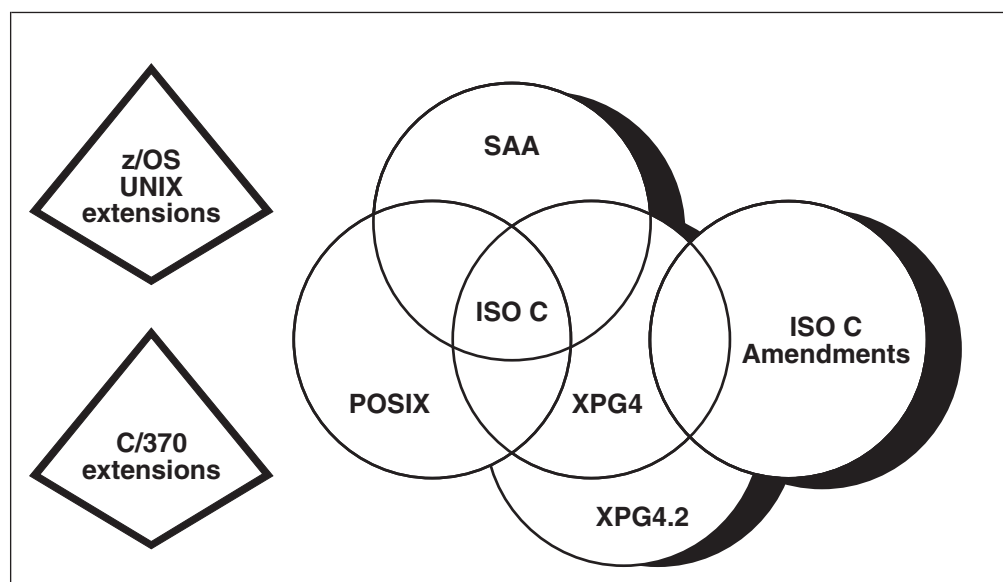 z/OS
UNIX
extensions
SAA
ISO C
ISO C
Amendments
POSIX
XPG4
C/370
extensions
XPG4.2